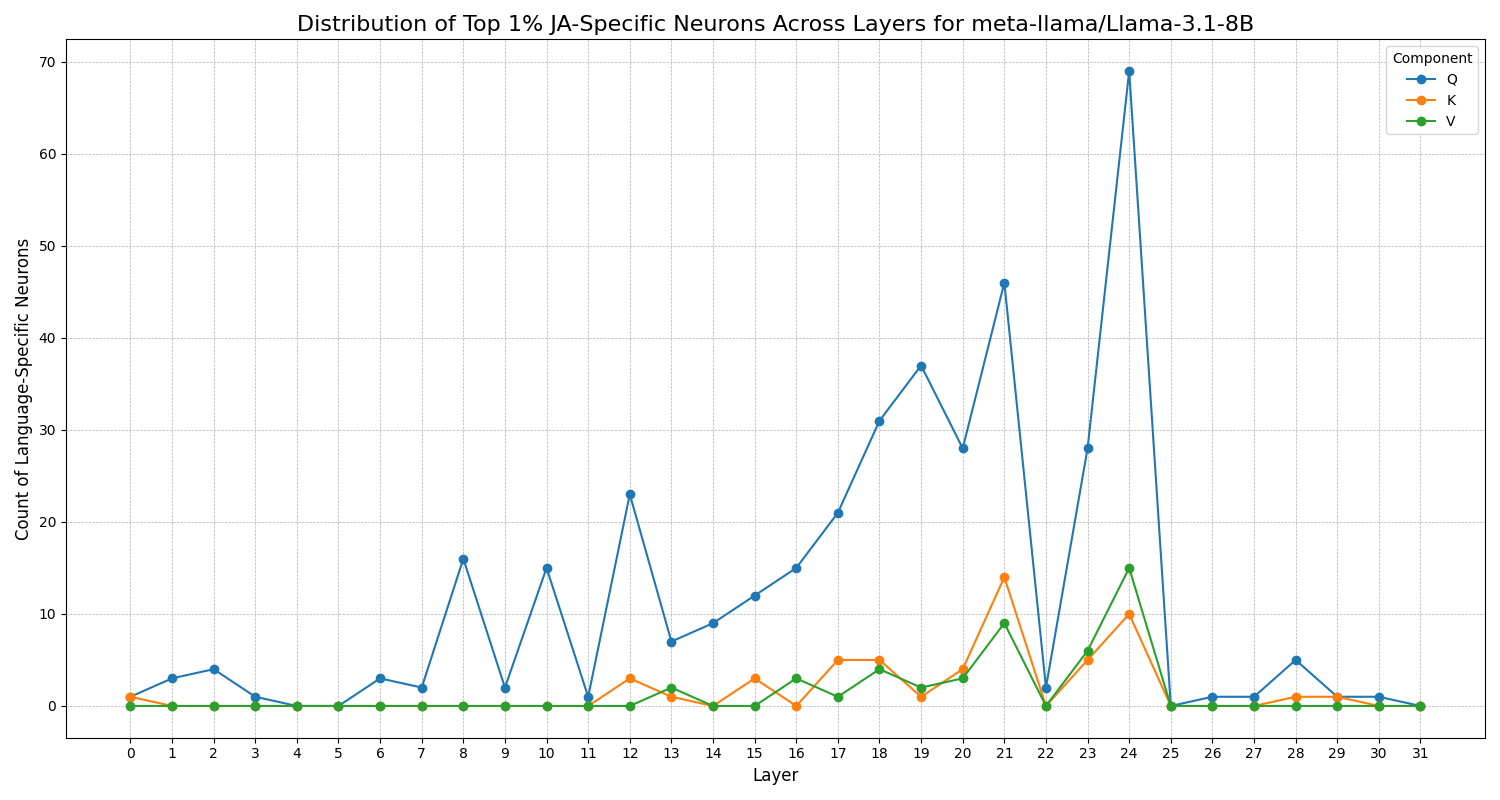 Distribution of Top 1% JA-Specific Neurons Across Layers for meta-llama/Llama-3.1-8B
Component
Q
K
V
Count of Language-Specific Neurons
70
60
50
40
30
20
10
0
0 1 2 3 4 5 6 7 8 9 10 11 12 13 14 15 16 17 18 19 20 21 22 23 24 25 26 27 28 29 30 31
Layer